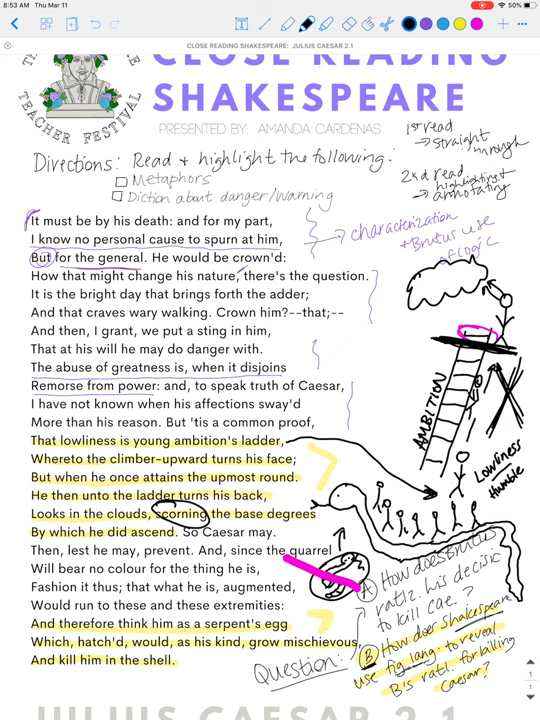 8:53 AM Thu Mar 11
50%
CLOSE READING SHAKESPEARE: JULIUS CAESAR 2.1
TEACHER FESTIVAL
CLOSE READING
SHAKESPEARE
PRESENTED BY: AMANDA CARDENAS
1st read
→ straight
through
Directions: Read + highlight the following:
Metaphors
Diction about danger/warning
2nd read
→ highlighting +
annotating
It must be by his death: and for my part,
I know no personal cause to spurn at him,
But for the general. He would be crown'd:
How that might change his nature, there's the question.
It is the bright day that brings forth the adder;
And that craves wary walking. Crown him?--that;--
And then, I grant, we put a sting in him,
That at his will he may do danger with.
The abuse of greatness is, when it disjoins
Remorse from power: and, to speak truth of Caesar,
I have not known when his affections sway'd
More than his reason. But 'tis a common proof,
That lowliness is young ambition's ladder,
Whereto the climber-upward turns his face;
But when he once attains the upmost round.
He then unto the ladder turns his back,
Looks in the clouds, scorning the base degrees
By which he did ascend. So Caesar may.
Then, lest he may, prevent. And, since the quarrel
Will bear no colour for the thing he is,
Fashion it thus; that what he is, augmented,
Would run to these and these extremities:
And therefore think him as a serpent's egg
Which, hatch'd, would, as his kind, grow mischievous,
And kill him in the shell.
→ characterization
+ Brutus use
of logic
AMBITION
Lowliness
Humble
Question:
A How does Brutus
ratlz. his decisic
to kill Cae.?
B How does Shakespeare
use fig lang. to reveal
B's ratl. for killing
Caesar?
JULIUS CAESAR 2.1
1
1